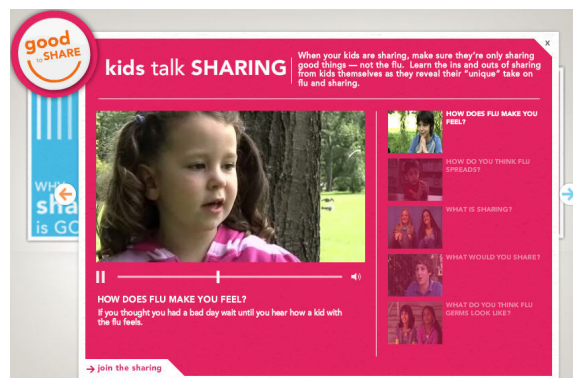 good
to SHARE
x
kids talk SHARING
When your kids are sharing, make sure they're only sharing
good things — not the flu. Learn the ins and outs of sharing
from kids themselves as they reveal their "unique" take on
flu and sharing.
WHY
sha
is GO
HOW DOES FLU MAKE YOU
FEEL?
HOW DO YOU THINK FLU
SPREADS?
WHAT IS SHARING?
WHAT WOULD YOU SHARE?
WHAT DO YOU THINK FLU
GERMS LOOK LIKE?
HOW DOES FLU MAKE YOU FEEL?
If you thought you had a bad day wait until you hear how a kid with
the flu feels.
join the sharing